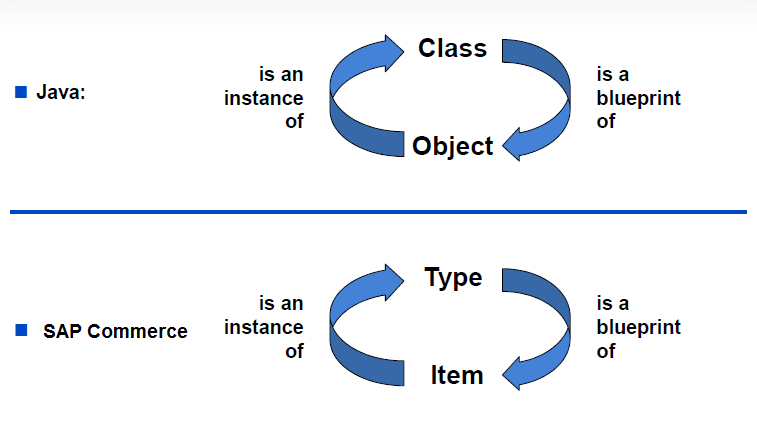 Java:
is an
instance
of
Class
Object
is a
blueprint
of
SAP Commerce
is an
instance
of
Type
Item
is a
blueprint
of